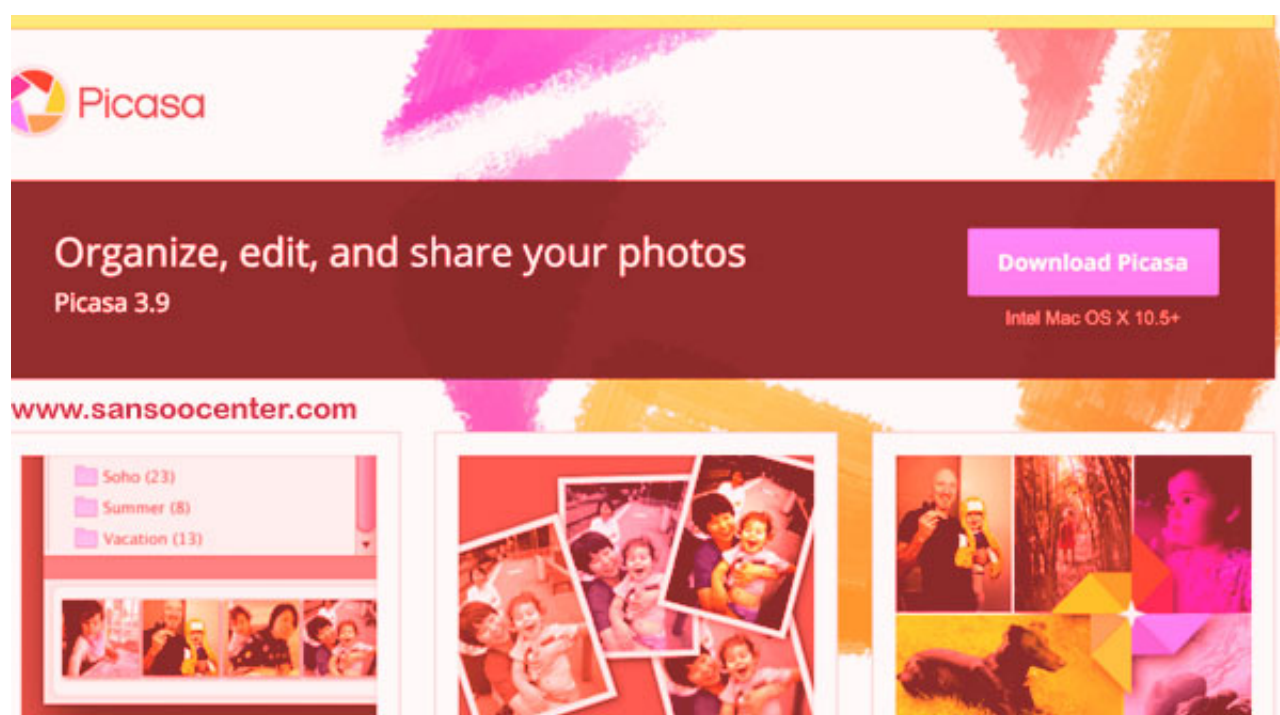 Picasa
Organize, edit, and share your photos
Picasa 3.9
Download Picasa
Intel Mac OS X 10.5+
www.sansoocenter.com
Soho (23)
Summer (8)
Vacation (13)